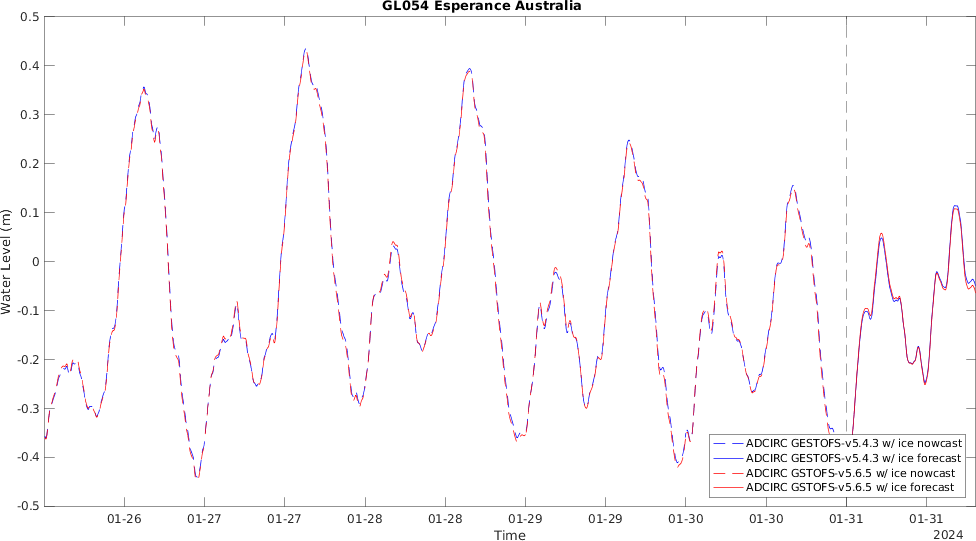 GL054 Esperance Australia
0.5
0.4
0.3
0.2
0.1
0
-0.1
-0.2
-0.3
-0.4
-0.5
Water Level (m)
ADCIRC GESTOFS-v5.4.3 w/ ice nowcast
ADCIRC GESTOFS-v5.4.3 w/ ice forecast
ADCIRC GSTOFS-v5.6.5 w/ ice nowcast
ADCIRC GSTOFS-v5.6.5 w/ ice forecast
01-26 01-27 01-27 01-28 01-28 01-29 01-29 01-30 01-30 01-31 01-31
Time
2024